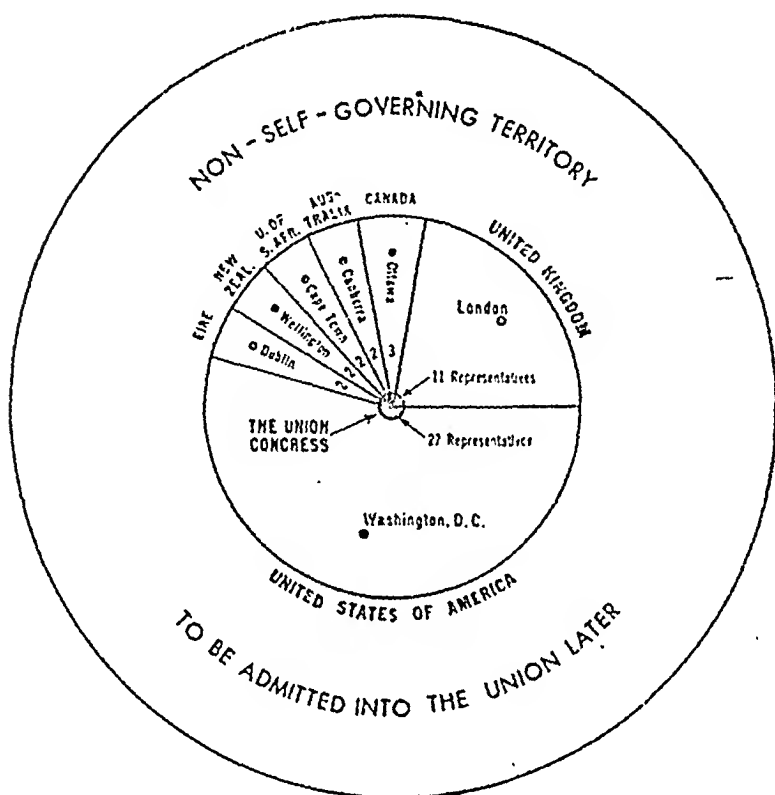 NON-SELF-GOVERNING TERRITORY
CANADA
AUS-
TRALIA
U. OF
S. AFR.
NEW
ZEAL.
EIRE
UNITED KINGDOM
London
Ottawa
Canberra
Cape Town
Wellington
Dublin
3
2
2
2
2
11 Representatives
THE UNION
CONGRESS
27 Representatives
Washington, D.C.
UNITED STATES OF AMERICA
TO BE ADMITTED INTO THE UNION LATER